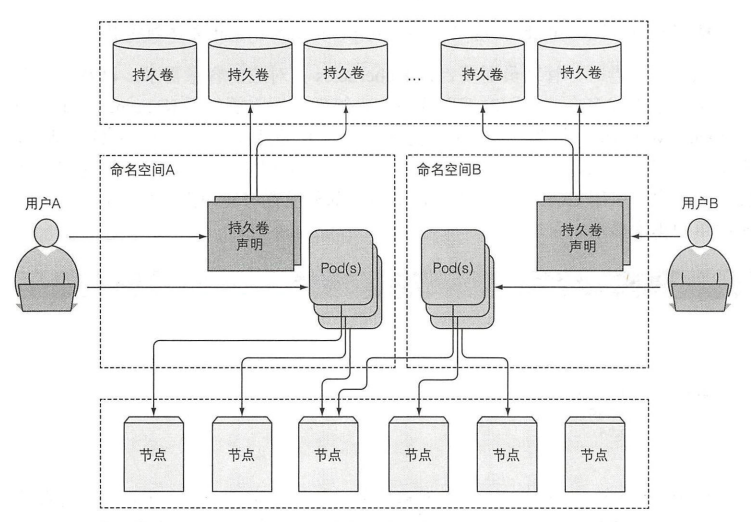 持久卷
持久卷
持久卷
...
持久卷
持久卷
命名空间A
命名空间B
用户A
用户B
持久卷
声明
持久卷
声明
Pod(s)
Pod(s)
节点
节点
节点
节点
节点
节点